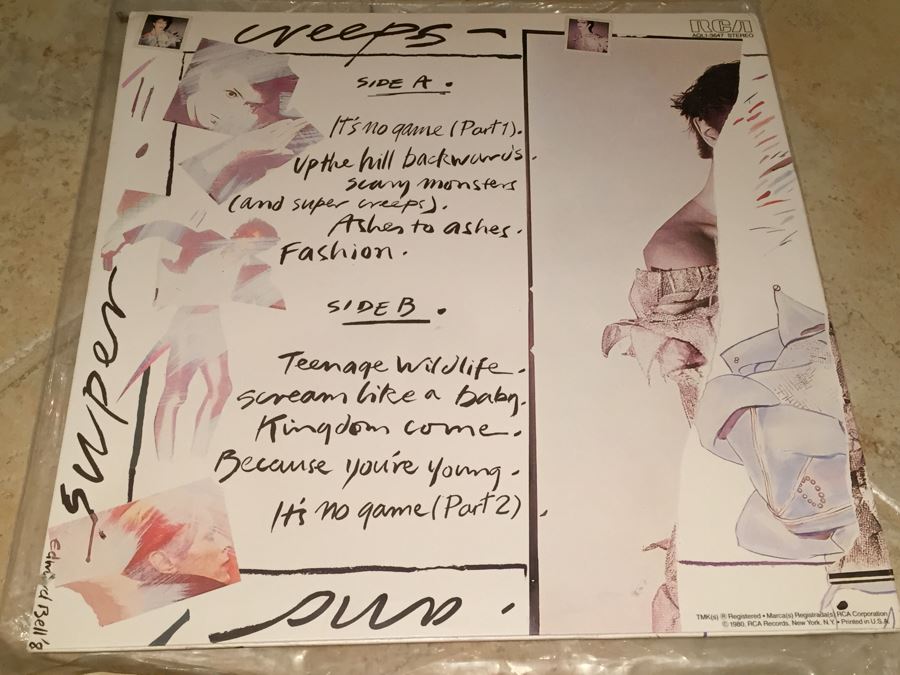 creeps -
RCA
AQL1-3647 STEREO
SIDE A .
It's no game (Part 1).
up the hill backwards.
scary monsters
(and super creeps).
Ashes to ashes.
Fashion.
SIDE B .
Teenage Wildlife.
scream like a baby.
Kingdom come.
Because you're young.
It's no game (Part 2) .
super
and .
Edward Bell '8
TMK(s) ® Registered • Marca(s) Registrada(s) RCA Corporation
© 1980, RCA Records, New York, N.Y. • Printed in U.S.A.